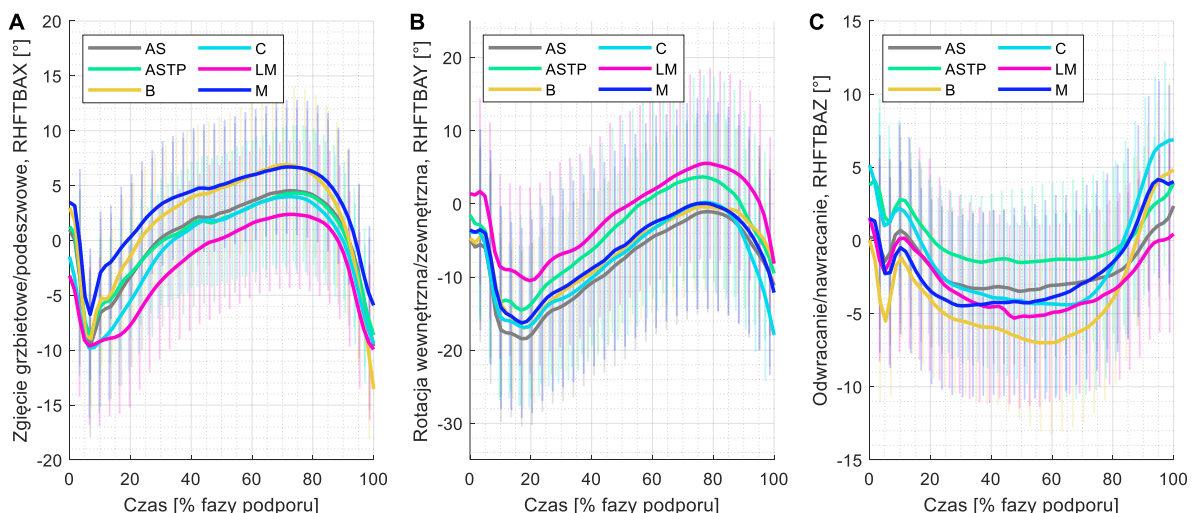 A
Zgięcie grzbietowe/podeszwowe, RHFTBAX [°]
20
15
10
5
0
-5
-10
-15
-20
AS C
ASTP LM
B M
0 20 40 60 80 100
Czas [% fazy podporu]
B
Rotacja wewnętrzna/zewnętrzna, RHFTBAY [°]
20
10
0
-10
-20
-30
AS C
ASTP LM
B M
0 20 40 60 80 100
Czas [% fazy podporu]
C
Odwracanie/nawracanie, RHFTBAZ [°]
15
10
5
0
-5
-10
-15
AS C
ASTP LM
B M
0 20 40 60 80 100
Czas [% fazy podporu]